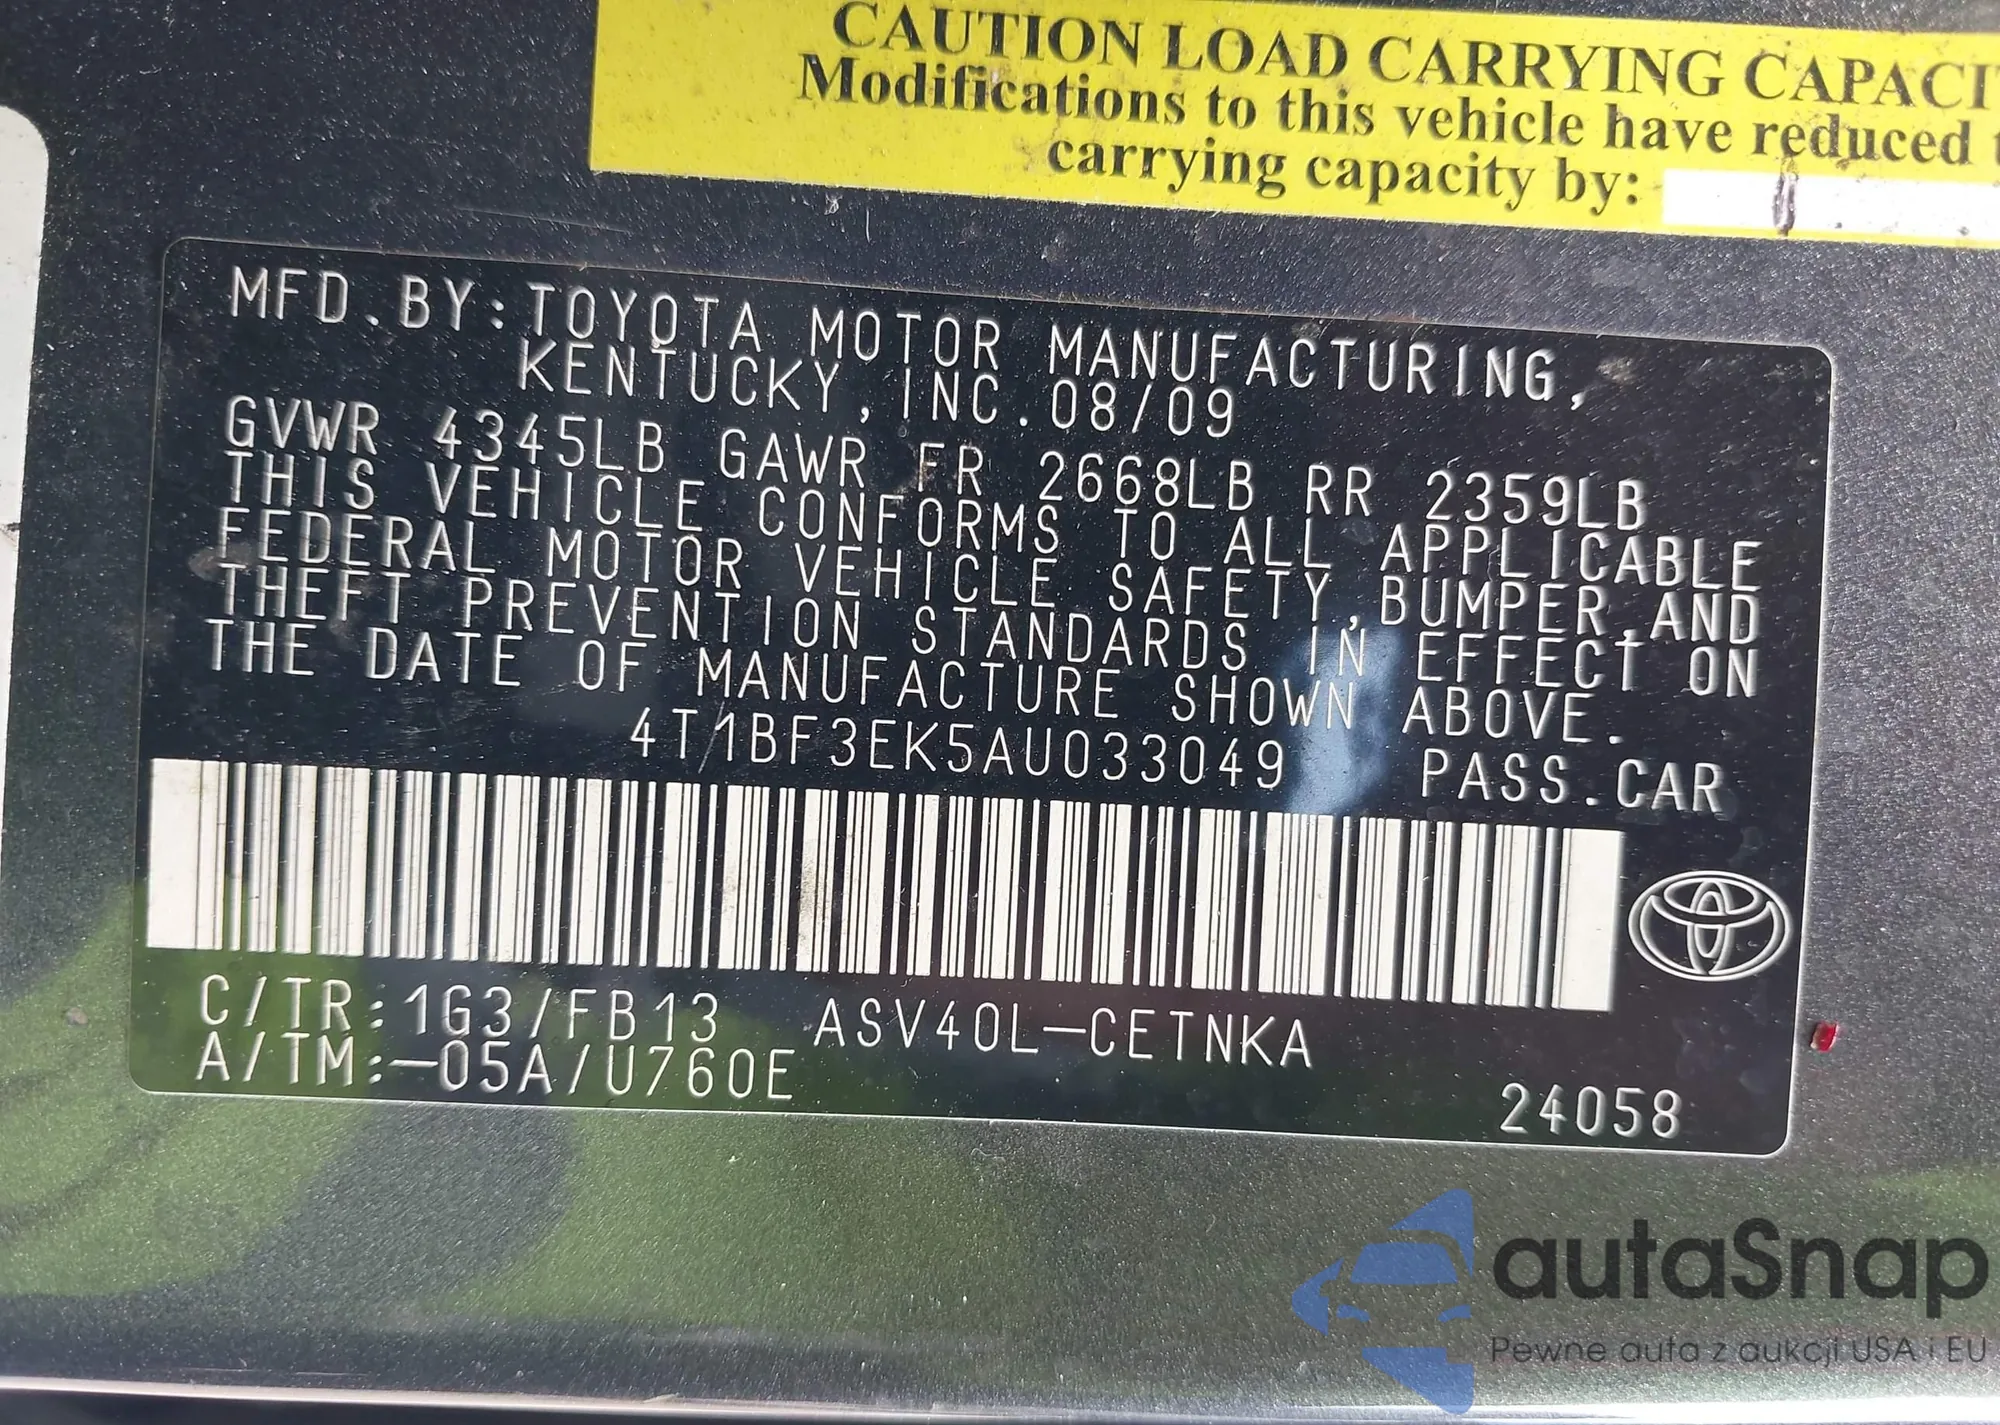 CAUTION LOAD CARRYING CAPACI
Modifications to this vehicle have reduced
carrying capacity by:
MFD.BY:TOYOTA MOTOR MANUFACTURING,
KENTUCKY,INC.08/09
GVWR 4345LB GAWR FR 2668LB RR 2359LB
THIS VEHICLE CONFORMS TO ALL APPLICABLE
FEDERAL MOTOR VEHICLE SAFETY,BUMPER,AND
THEFT PREVENTION STANDARDS IN EFFECT ON
THE DATE OF MANUFACTURE SHOWN ABOVE.
4T1BF3EK5AU033049 PASS.CAR
C/TR:1G3/FB13 ASV40L-CETNKA
A/TM:-05A/U760E
24058
autaSnap
Pewne auta z aukcji USA i EU